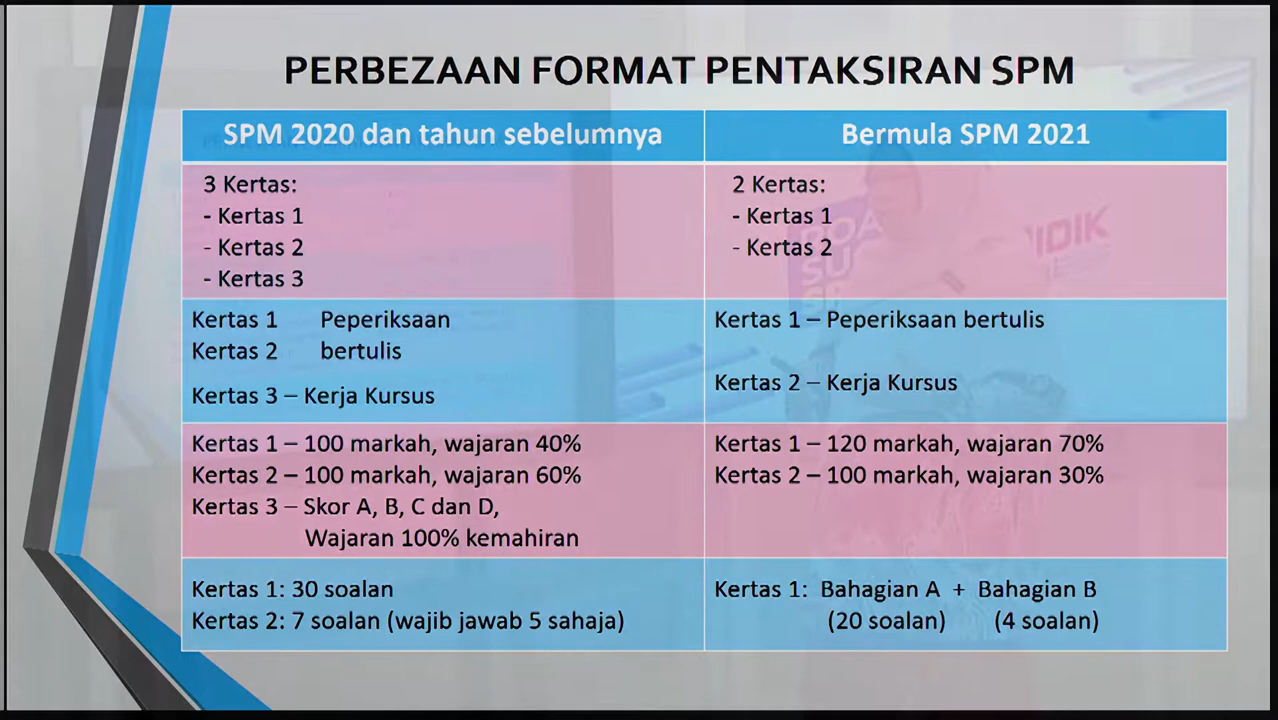 PERBEZAAN FORMAT PENTAKSIRAN SPM
SPM 2020 dan tahun sebelumnya
Bermula SPM 2021
3 Kertas:
- Kertas 1
- Kertas 2
- Kertas 3
2 Kertas:
- Kertas 1
- Kertas 2
Kertas 1 Peperiksaan
Kertas 2 bertulis
Kertas 3 – Kerja Kursus
Kertas 1 – Peperiksaan bertulis
Kertas 2 – Kerja Kursus
Kertas 1 – 100 markah, wajaran 40%
Kertas 2 – 100 markah, wajaran 60%
Kertas 3 – Skor A, B, C dan D,
Wajaran 100% kemahiran
Kertas 1 – 120 markah, wajaran 70%
Kertas 2 – 100 markah, wajaran 30%
Kertas 1: 30 soalan
Kertas 2: 7 soalan (wajib jawab 5 sahaja)
Kertas 1: Bahagian A + Bahagian B
(20 soalan) (4 soalan)